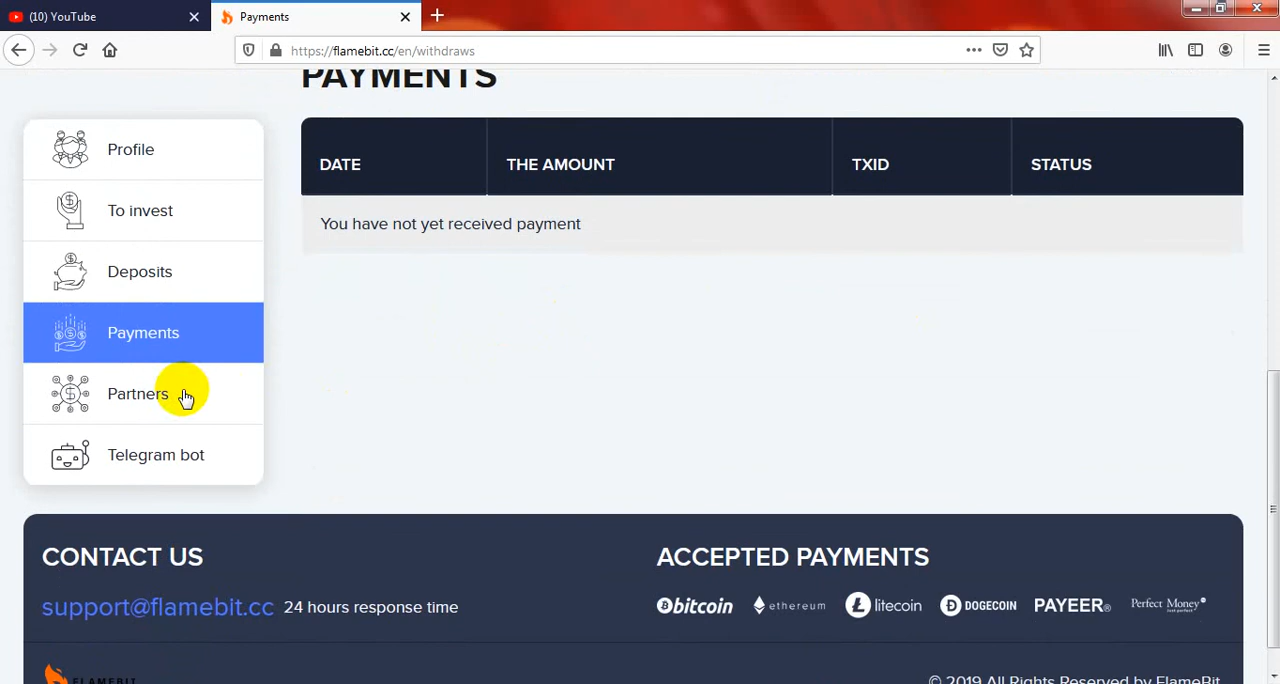 (10) YouTube
Payments
https://flamebit.cc/en/withdraws
PAYMENTS
Profile
To invest
Deposits
Payments
Partners
Telegram bot
DATE THE AMOUNT TXID STATUS
You have not yet received payment
CONTACT US
support@flamebit.cc 24 hours response time
ACCEPTED PAYMENTS
bitcoin ethereum litecoin DOGECOIN PAYEER® Perfect Money
FLAMEBIT
© 2019 All Rights Reserved by FlameBit